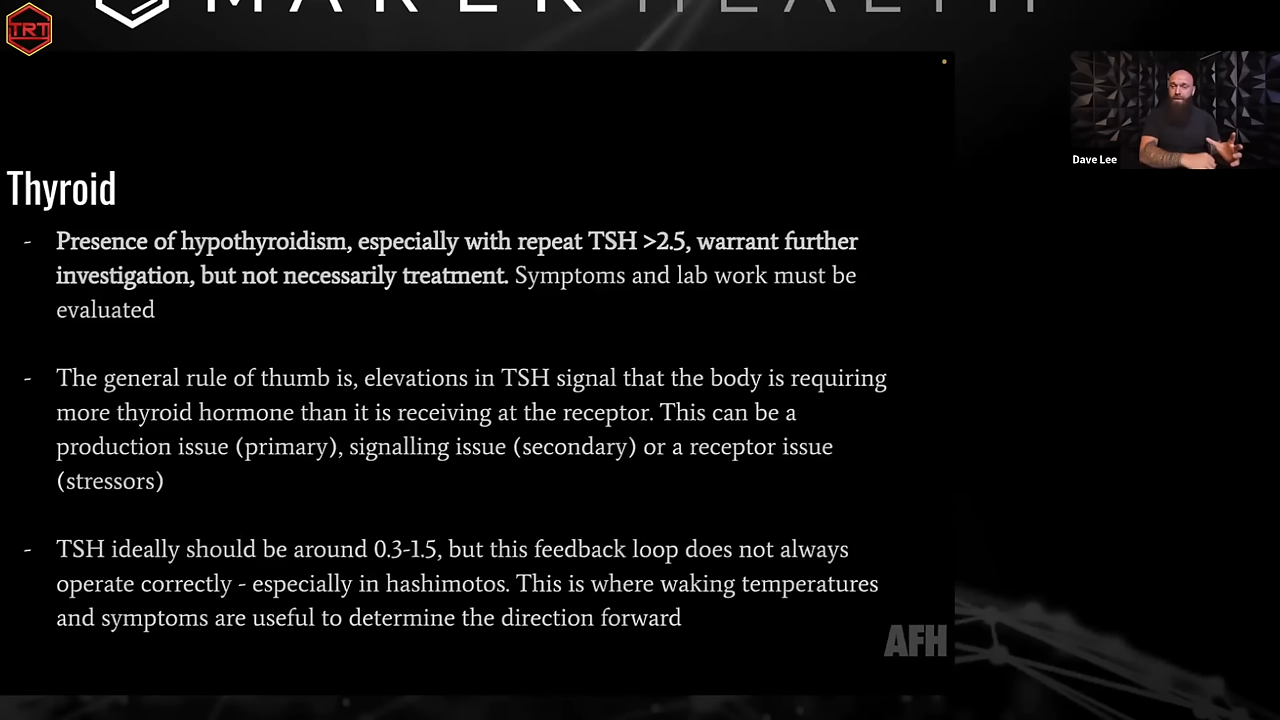 MAREK HEALTH
TRT
Dave Lee
Thyroid
- Presence of hypothyroidism, especially with repeat TSH >2.5, warrant further
investigation, but not necessarily treatment. Symptoms and lab work must be
evaluated
- The general rule of thumb is, elevations in TSH signal that the body is requiring
more thyroid hormone than it is receiving at the receptor. This can be a
production issue (primary), signalling issue (secondary) or a receptor issue
(stressors)
- TSH ideally should be around 0.3-1.5, but this feedback loop does not always
operate correctly - especially in hashimotos. This is where waking temperatures
and symptoms are useful to determine the direction forward
AFH